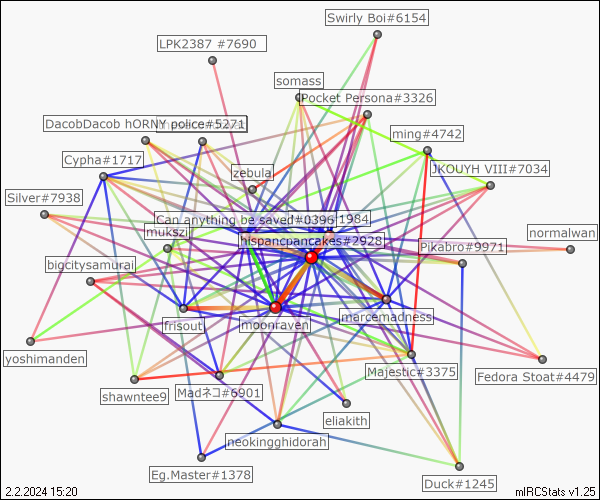 Swirly Boi#6154
LPK2387 #7690
somass
Pocket Persona#3326
DacobDacob hORNY police#5271
ming#4742
Cypha#1717
JKOUYH VIII#7034
zebula
Silver#7938
Can anything be saved#0396
1984
mukszi
normalwan
hispancpancakes#2928
Pikabro#9971
bigcitysamurai
frisout
moonraven
marcemadness
yoshimanden
Majestic#3375
Fedora Stoat#4479
shawntee9
Madネコ#6901
eliakith
neokingghidorah
Eg.Master#1378
Duck#1245
2.2.2024 15:20
mIRCStats v1.25